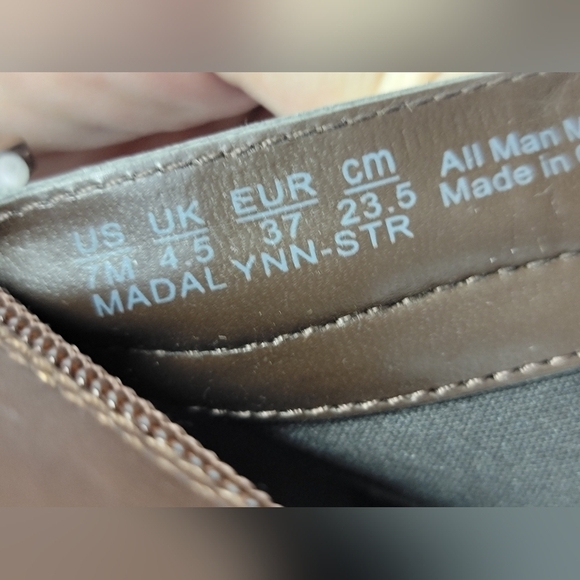 US UK EUR cm
7M 4.5 37 23.5
MADALYNN-STR
All Man M
Made in